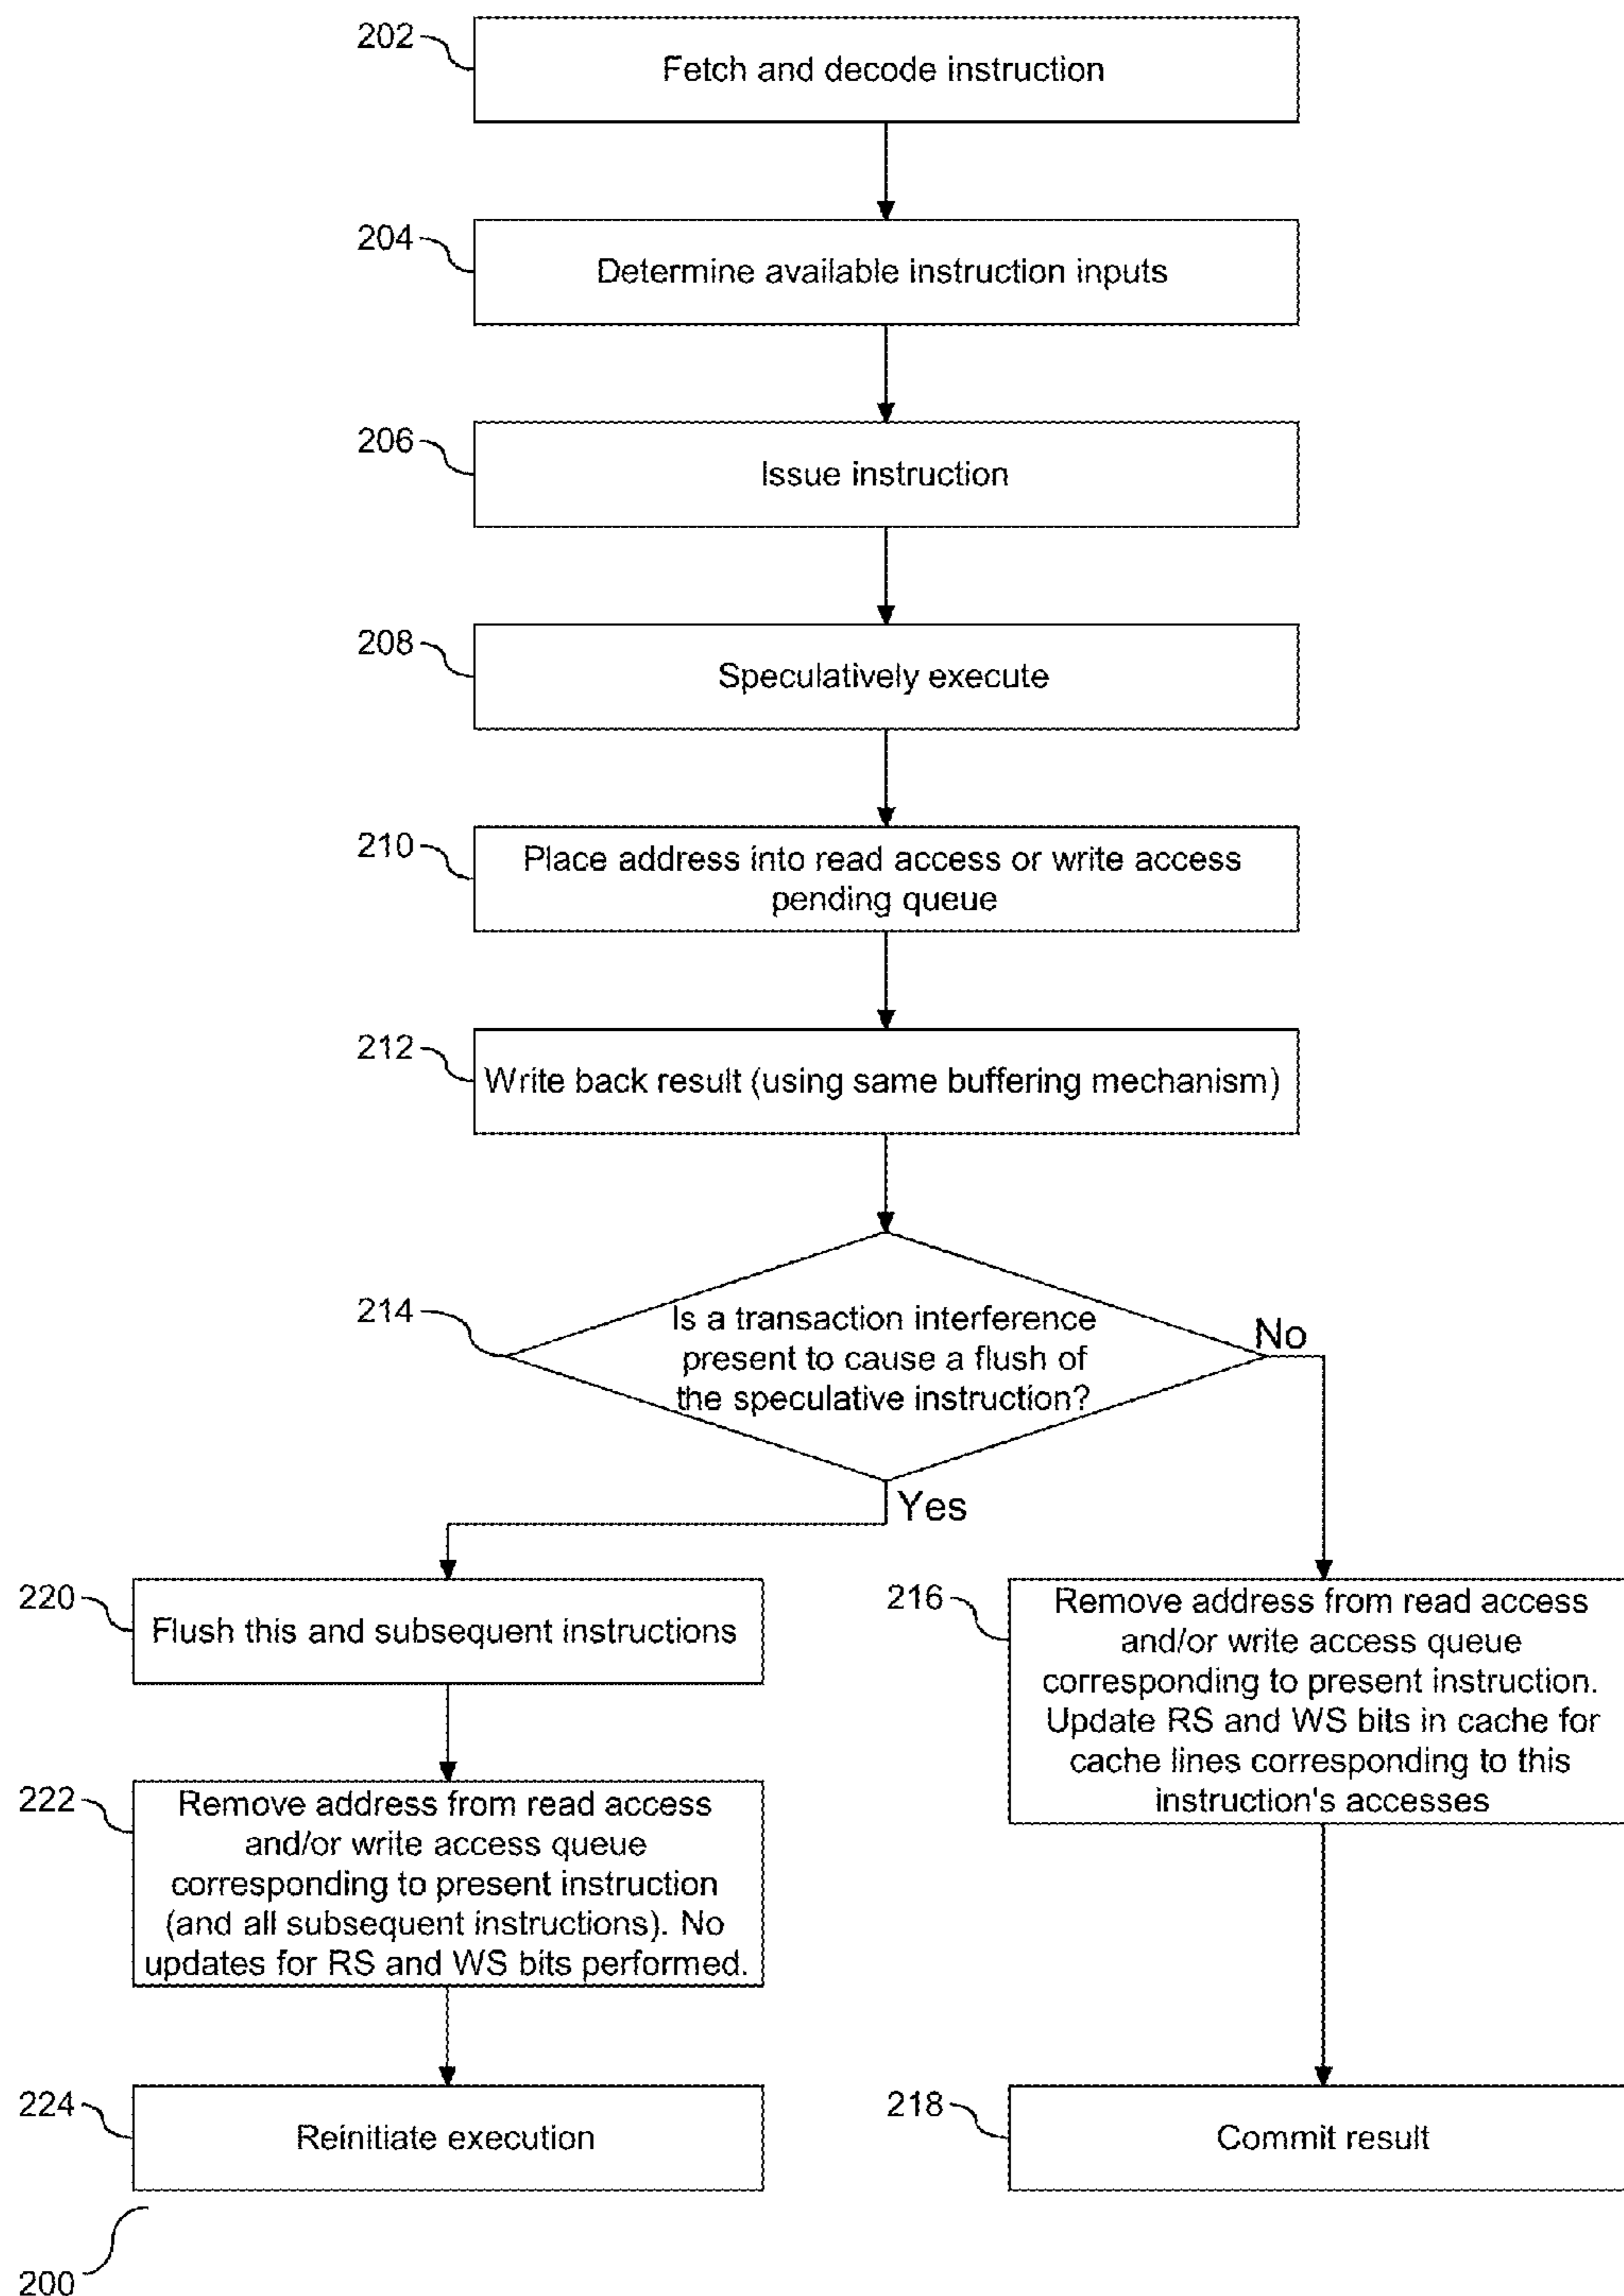 202
Fetch and decode instruction
204
Determine available instruction inputs
206
Issue instruction
208
Speculatively execute
210
Place address into read access or write access
pending queue
212
Write back result (using same buffering mechanism)
214
Is a transaction interference
present to cause a flush of
the speculative instruction?
No
Yes
220
Flush this and subsequent instructions
216
Remove address from read access
and/or write access queue
corresponding to present instruction.
Update RS and WS bits in cache for
cache lines corresponding to this
instruction's accesses
222
Remove address from read access
and/or write access queue
corresponding to present instruction
(and all subsequent instructions). No
updates for RS and WS bits performed.
224
Reinitiate execution
218
Commit result
200